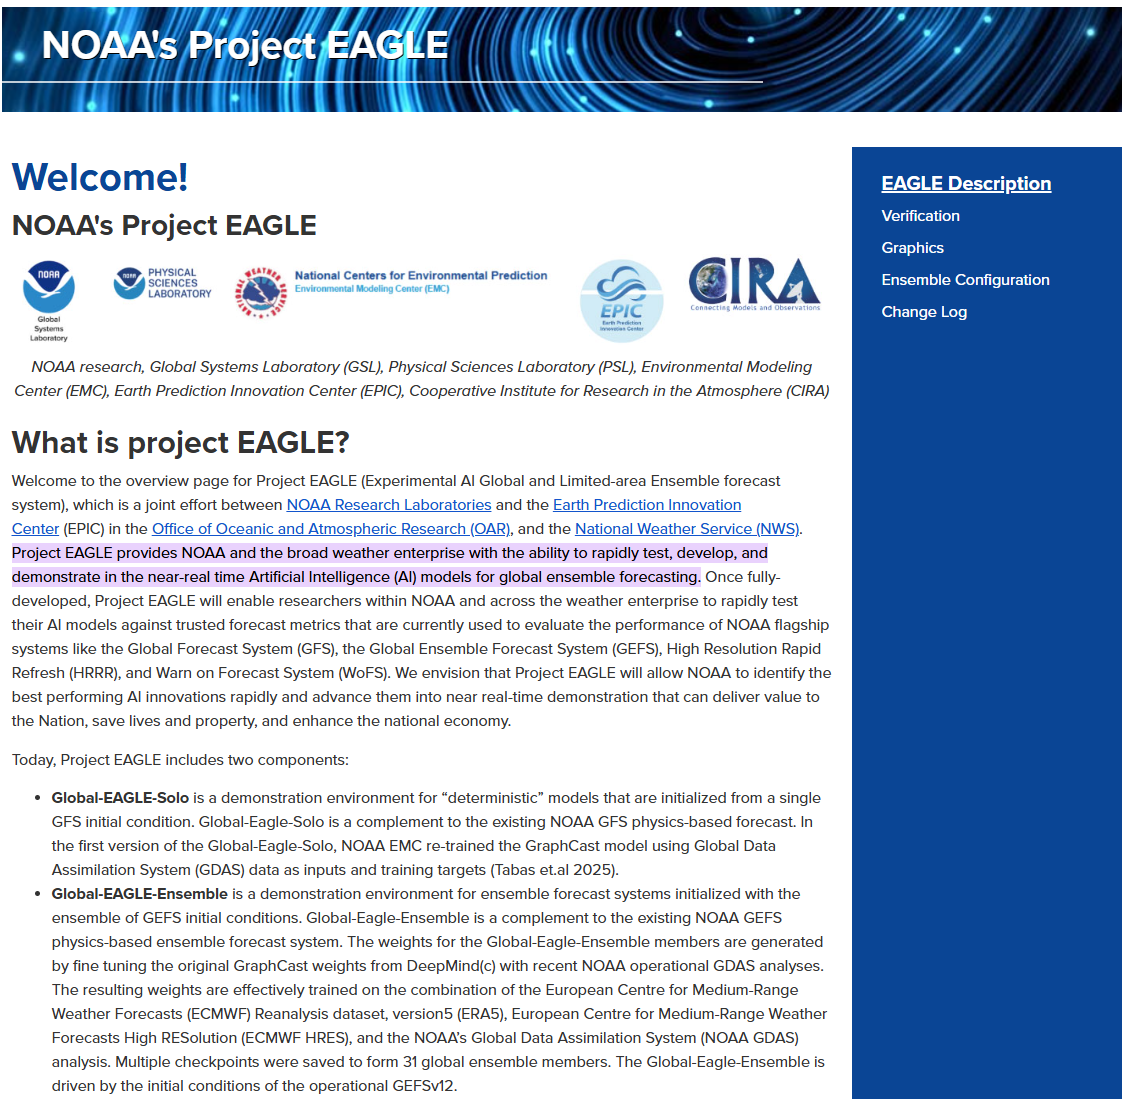 NOAA's Project EAGLE
Welcome!
NOAA's Project EAGLE
NOAA
Global
Systems
Laboratory
NOAA
PHYSICAL
SCIENCES
LABORATORY
NATIONAL WEATHER SERVICE
National Centers for Environmental Prediction
Environmental Modeling Center (EMC)
EPIC
Earth Prediction
Innovation Center
CIRA
Connecting Models and Observations
NOAA research, Global Systems Laboratory (GSL), Physical Sciences Laboratory (PSL), Environmental Modeling
Center (EMC), Earth Prediction Innovation Center (EPIC), Cooperative Institute for Research in the Atmosphere (CIRA)
What is project EAGLE?
Welcome to the overview page for Project EAGLE (Experimental AI Global and Limited-area Ensemble forecast
system), which is a joint effort between NOAA Research Laboratories and the Earth Prediction Innovation
Center (EPIC) in the Office of Oceanic and Atmospheric Research (OAR), and the National Weather Service (NWS).
Project EAGLE provides NOAA and the broad weather enterprise with the ability to rapidly test, develop, and
demonstrate in the near-real time Artificial Intelligence (AI) models for global ensemble forecasting. Once fully-
developed, Project EAGLE will enable researchers within NOAA and across the weather enterprise to rapidly test
their AI models against trusted forecast metrics that are currently used to evaluate the performance of NOAA flagship
systems like the Global Forecast System (GFS), the Global Ensemble Forecast System (GEFS), High Resolution Rapid
Refresh (HRRR), and Warn on Forecast System (WoFS). We envision that Project EAGLE will allow NOAA to identify the
best performing AI innovations rapidly and advance them into near real-time demonstration that can deliver value to
the Nation, save lives and property, and enhance the national economy.
Today, Project EAGLE includes two components:
• Global-EAGLE-Solo is a demonstration environment for “deterministic” models that are initialized from a single
GFS initial condition. Global-Eagle-Solo is a complement to the existing NOAA GFS physics-based forecast. In
the first version of the Global-Eagle-Solo, NOAA EMC re-trained the GraphCast model using Global Data
Assimilation System (GDAS) data as inputs and training targets (Tabas et.al 2025).
• Global-EAGLE-Ensemble is a demonstration environment for ensemble forecast systems initialized with the
ensemble of GEFS initial conditions. Global-Eagle-Ensemble is a complement to the existing NOAA GEFS
physics-based ensemble forecast system. The weights for the Global-Eagle-Ensemble members are generated
by fine tuning the original GraphCast weights from DeepMind(c) with recent NOAA operational GDAS analyses.
The resulting weights are effectively trained on the combination of the European Centre for Medium-Range
Weather Forecasts (ECMWF) Reanalysis dataset, version5 (ERA5), European Centre for Medium-Range Weather
Forecasts High RESolution (ECMWF HRES), and the NOAA’s Global Data Assimilation System (NOAA GDAS)
analysis. Multiple checkpoints were saved to form 31 global ensemble members. The Global-Eagle-Ensemble is
driven by the initial conditions of the operational GEFSv12.
EAGLE Description
Verification
Graphics
Ensemble Configuration
Change Log